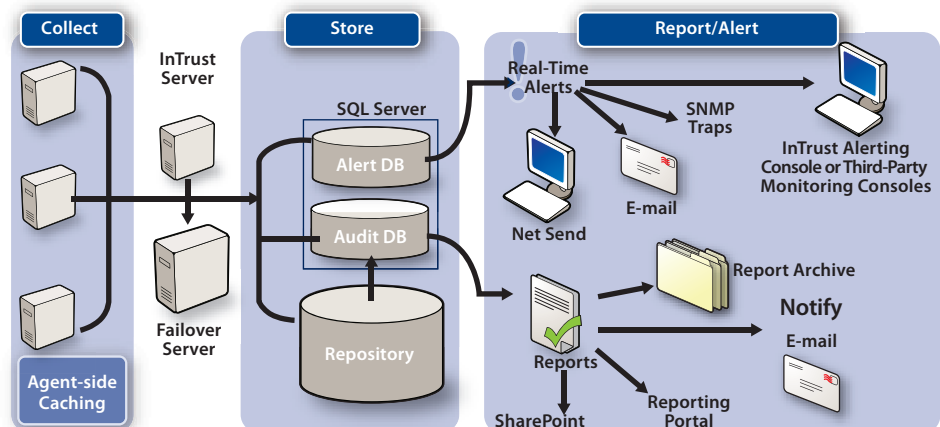 Collect
Store
Report/Alert
InTrust
Server
SQL Server
Alert DB
Audit DB
Repository
Failover
Server
Agent-side
Caching
Real-Time
Alerts
SNMP
Traps
InTrust Alerting
Console or Third-Party
Monitoring Consoles
E-mail
Net Send
Report Archive
Notify
E-mail
Reports
SharePoint
Reporting
Portal